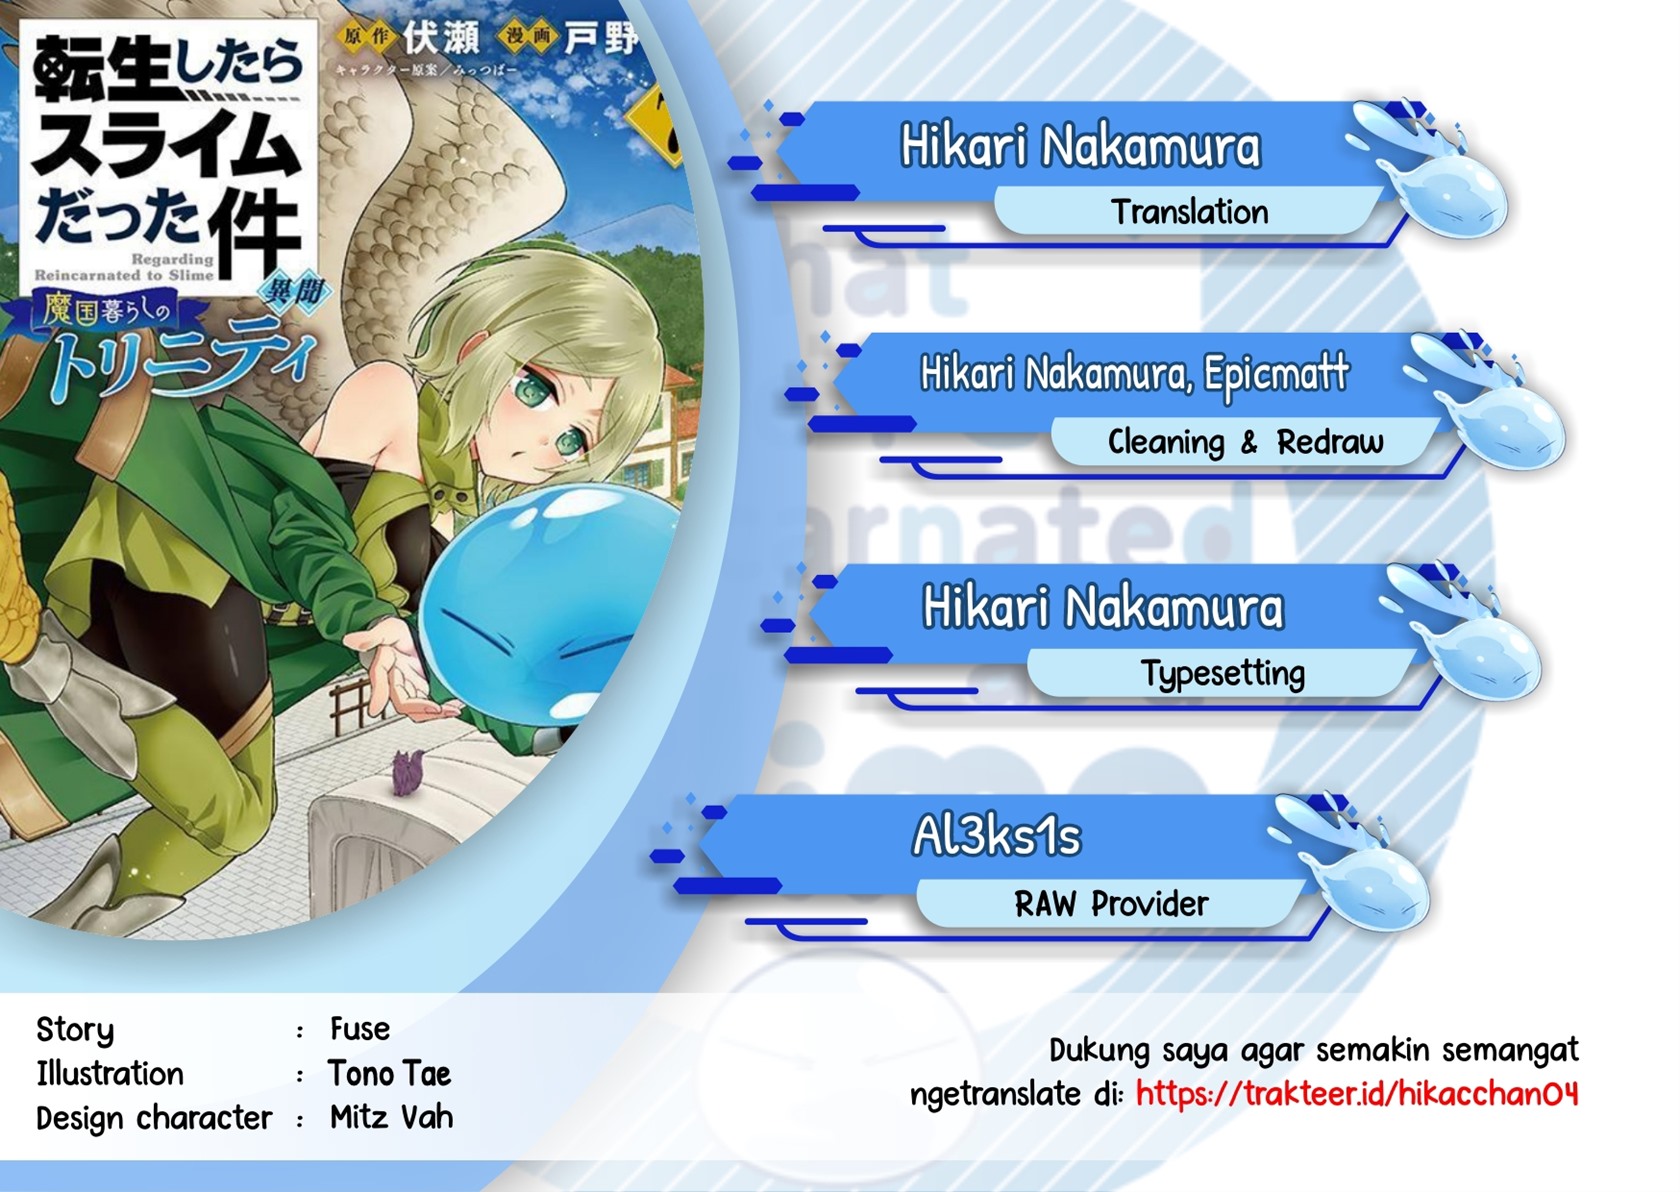 原作 伏瀬 漫画 戸野
キャラクター原案／みっつばー
転生したら
スライム
だった件
Regarding
Reincarnated to Slime
異聞
魔国暮らしの
トリニティ
Hikari Nakamura
Translation
hat
Hikari Nakamura, Epicmatt
Cleaning & Redraw
arnated
Hikari Nakamura
Typesetting
Al3ks1s
RAW Provider
Story : Fuse
Illustration : Tono Tae
Design character : Mitz Vah
Dukung saya agar semakin semangat
ngetranslate di: https://trakteer.id/hikacchan04